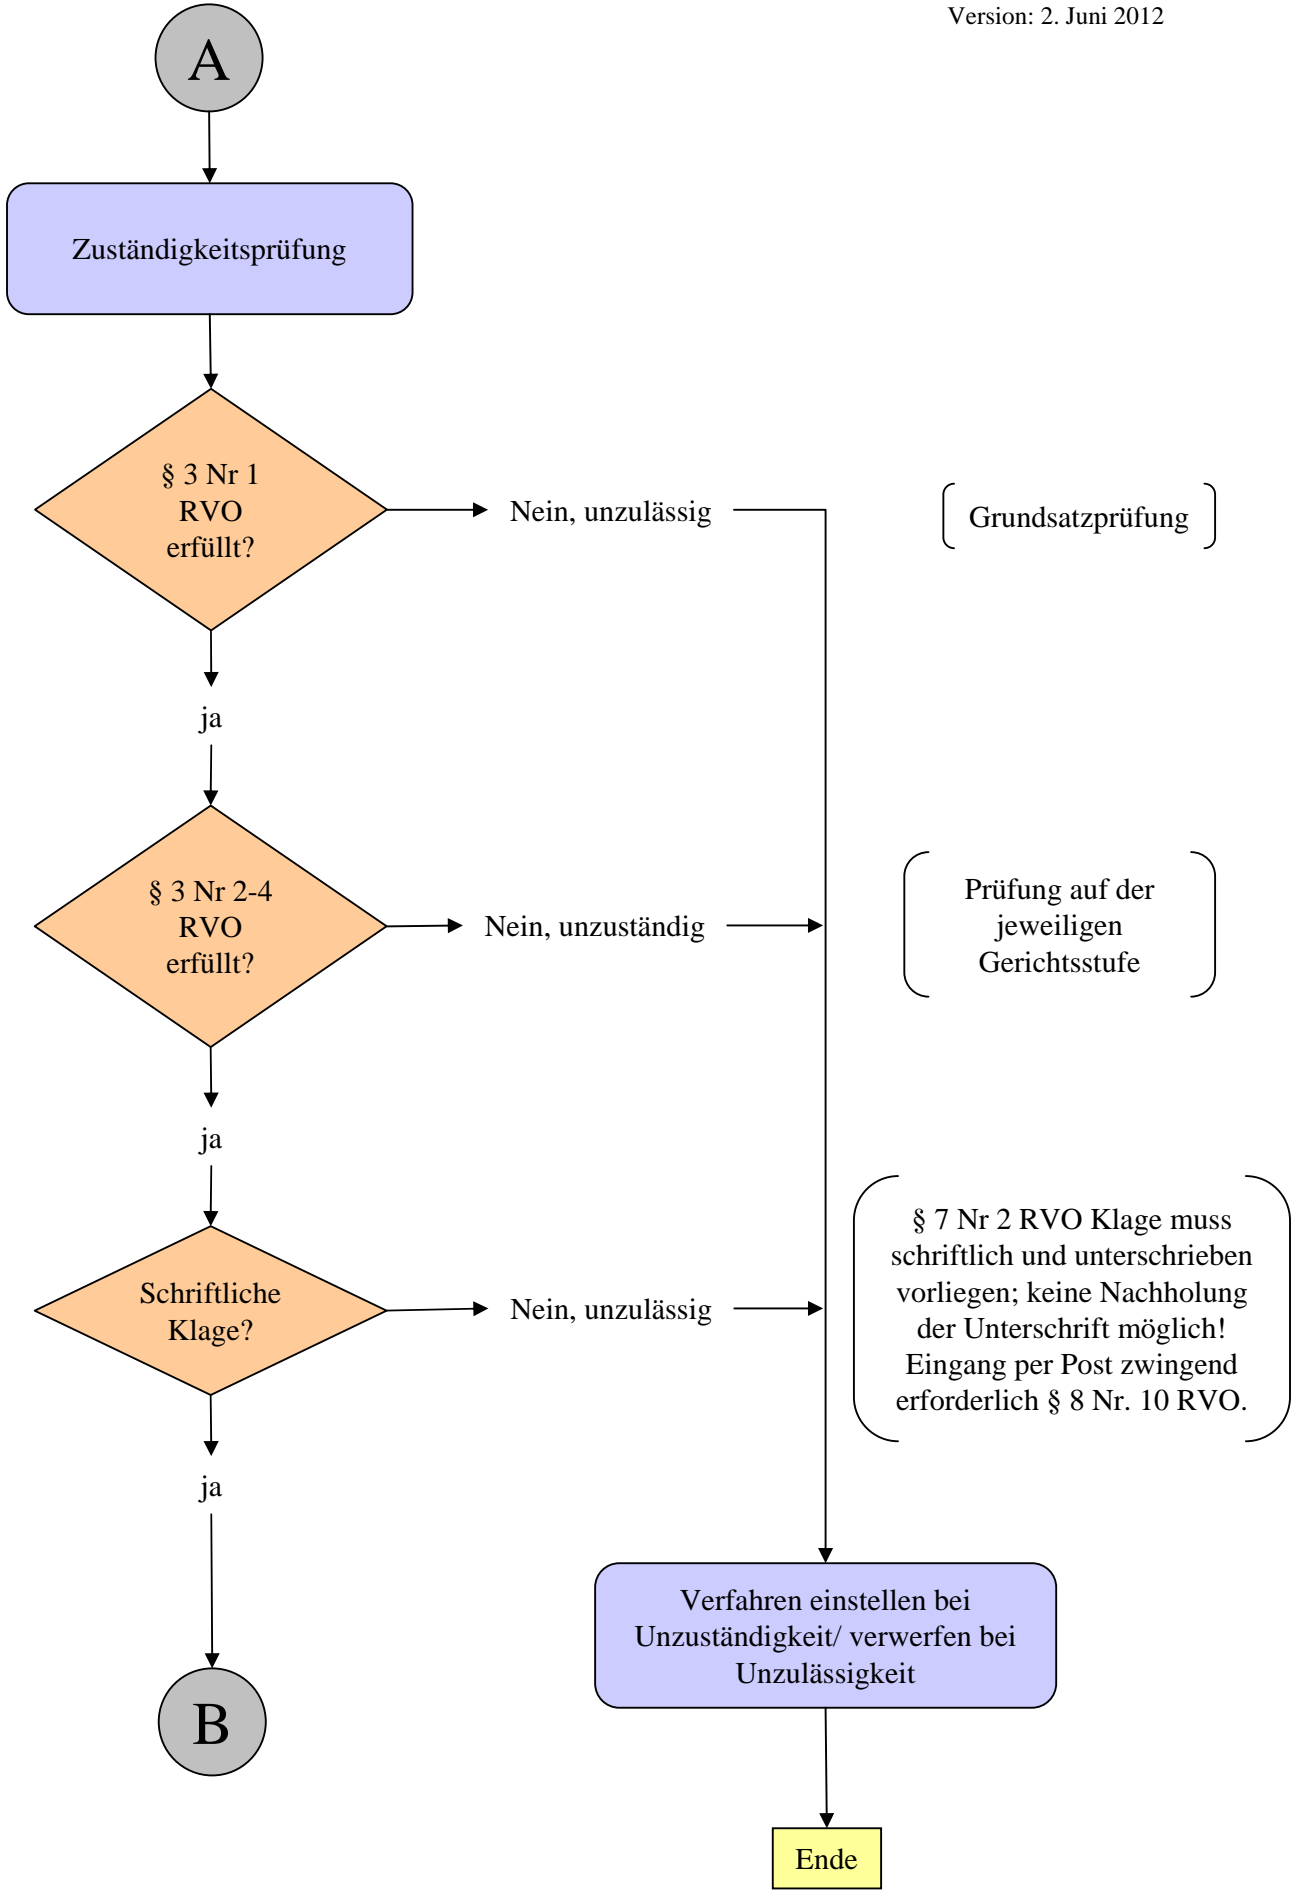 Version: 2. Juni 2012
A
Zuständigkeitsprüfung
§ 3 Nr 1
RVO
erfüllt?
Nein, unzulässig
Grundsatzprüfung
ja
§ 3 Nr 2-4
RVO
erfüllt?
Nein, unzuständig
Prüfung auf der
jeweiligen
Gerichtsstufe
ja
Schriftliche
Klage?
Nein, unzulässig
§ 7 Nr 2 RVO Klage muss
schriftlich und unterschrieben
vorliegen; keine Nachholung
der Unterschrift möglich!
Eingang per Post zwingend
erforderlich § 8 Nr. 10 RVO.
ja
Verfahren einstellen bei
Unzuständigkeit/ verwerfen bei
Unzulässigkeit
B
Ende